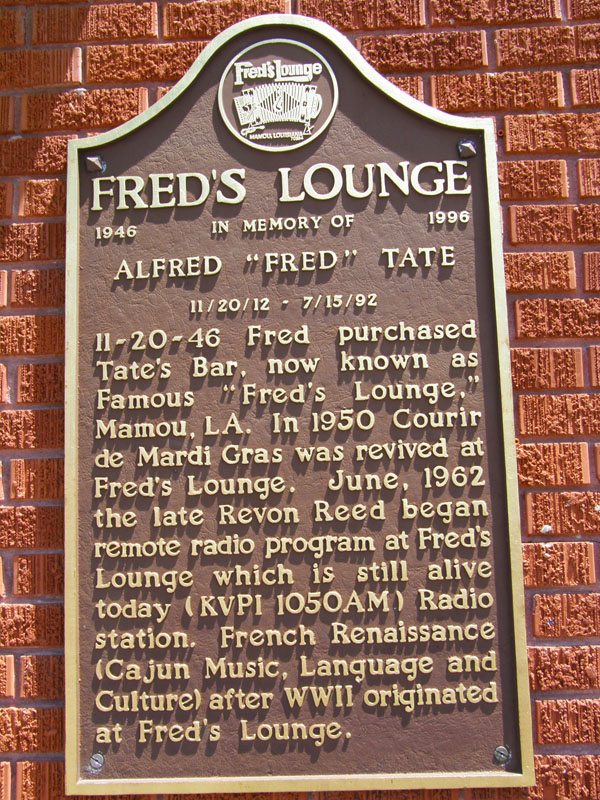 Fred's Lounge
MAMOU, LOUISIANA
FRED'S LOUNGE
1946 IN MEMORY OF 1996
ALFRED "FRED" TATE
11/20/12 - 7/15/92
11-20-46 Fred purchased
Tate's Bar, now known as
Famous "Fred's Lounge,"
Mamou, LA. In 1950 Courir
de Mardi Gras was revived at
Fred's Lounge. June, 1962
the late Revon Reed began
remote radio program at Fred's
Lounge which is still alive
today (KVPI 1050AM) Radio
station. French Renaissance
(Cajun Music, Language and
Culture) after WWII originated
at Fred's Lounge.